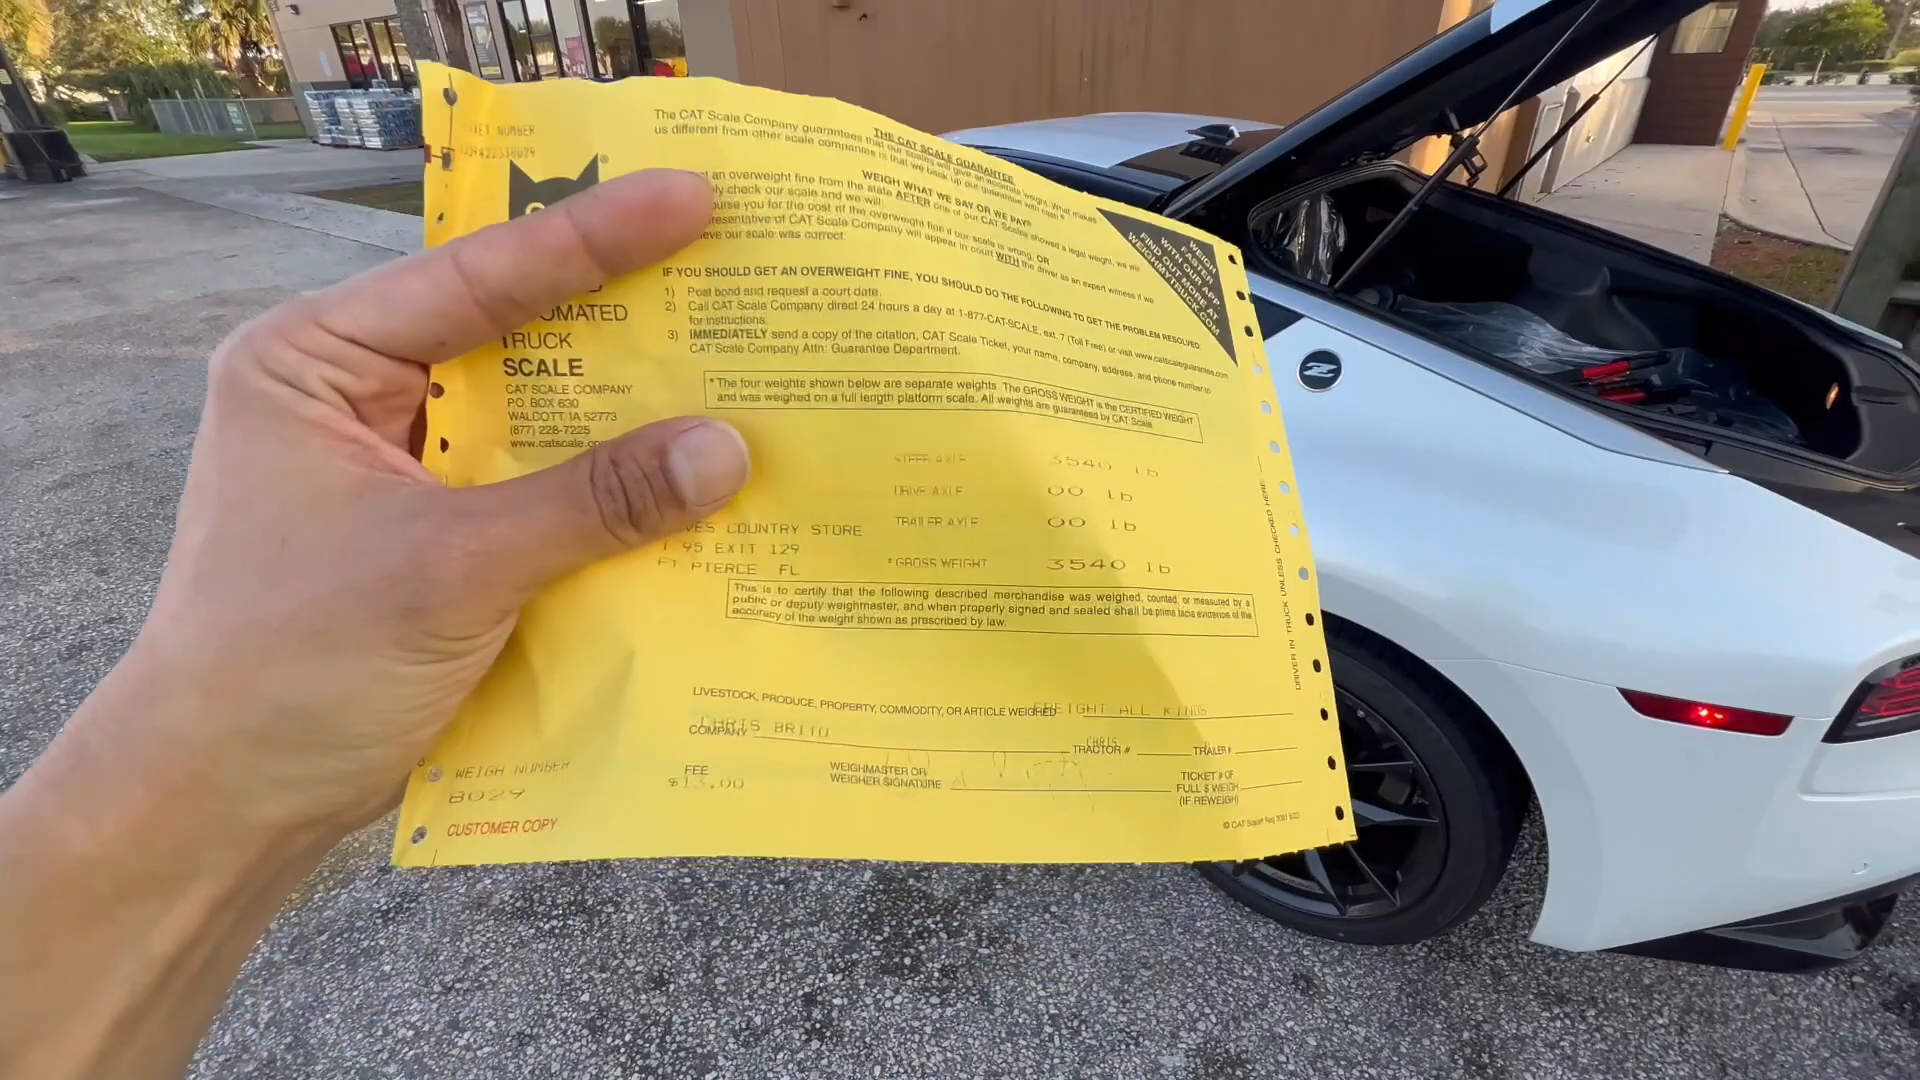 NUMBER
THE CAT SCALE GUARANTEE
The CAT Scale Company guarantees that our scales will give an accurate weight. What makes
us different from other scale companies is that we back up our guarantee with cash.
WEIGH WHAT WE SAY OR WE PAY®
an overweight fine from the state AFTER one of our CAT Scales showed a legal weight, we will
check our scale and we will:
you for the cost of the overweight fine if our scale is wrong, OR
of CAT Scale Company will appear in court WITH the driver as an expert witness if we
our scale was correct.
WEIGH
FASTER
WITH OUR APP
FIND OUT MORE AT
WEIGHMYTRUCK.COM
IF YOU SHOULD GET AN OVERWEIGHT FINE, YOU SHOULD DO THE FOLLOWING TO GET THE PROBLEM RESOLVED
1) Post bond and request a court date.
2) Call CAT Scale Company direct 24 hours a day at 1-877-CAT-SCALE, ext. 7 (Toll Free) or visit www.catscaleguarantee.com
for instructions.
3) IMMEDIATELY send a copy of the citation, CAT Scale Ticket, your name, company, address, and phone number to
CAT Scale Company Attn: Guarantee Department.
OMATED
TRUCK
SCALE
CAT SCALE COMPANY
P.O. BOX 630
WALCOTT, IA 52773
(877) 228-7225
www.catscale.co
*The four weights shown below are separate weights. The GROSS WEIGHT is the CERTIFIED WEIGHT
and was weighed on a full length platform scale. All weights are guaranteed by CAT Scale
STEER AXLE 3540 lb
DRIVE AXLE 00 lb
TRAILER AXLE 00 lb
*GROSS WEIGHT 3540 lb
VES COUNTRY STORE
I 95 EXIT 129
FT PIERCE FL
This is to certify that the following described merchandise was weighed, counted, or measured by a
public or deputy weighmaster, and when properly signed and sealed shall be prima facie evidence of the
accuracy of the weight shown as prescribed by law.
DRIVER IN TRUCK UNLESS CHECKED HERE
LIVESTOCK, PRODUCE, PROPERTY, COMMODITY, OR ARTICLE WEIGHED FREIGHT ALL KINDS
COMPANY CHRIS BRITO TRACTOR # CHRIS TRAILER #
WEIGH NUMBER
8029
FEE
$13.00
WEIGHMASTER OR
WEIGHER SIGNATURE
TICKET # OF
FULL $ WEIGH
(IF REWEIGH)
CUSTOMER COPY
© CAT Scale®
Z